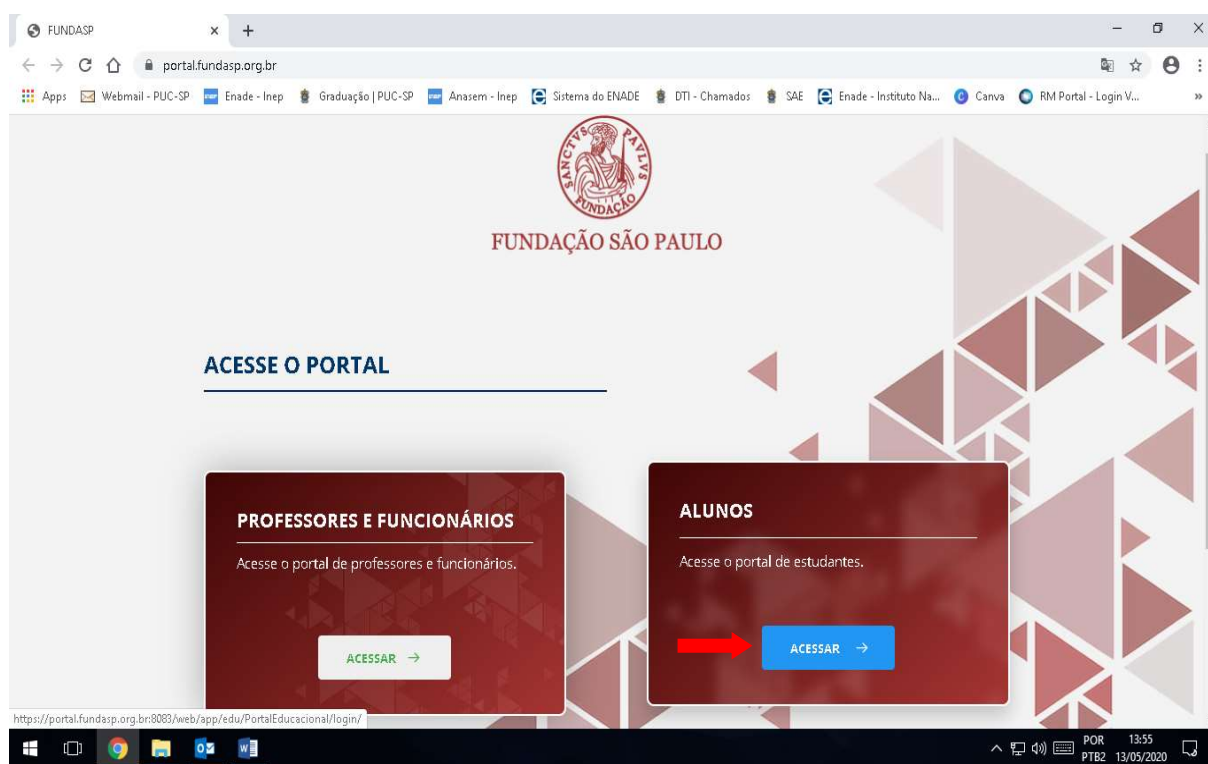 FUNDASP
portal.fundasp.org.br
Apps Webmail - PUC-SP Enade - Inep Graduação | PUC-SP Anasem - Inep Sistema do ENADE DTI - Chamados SAE Enade - Instituto Na... Canva RM Portal - Login V... »
SANCTVS PAVLVS
FUNDAÇÃO
FUNDAÇÃO SÃO PAULO
ACESSE O PORTAL
PROFESSORES E FUNCIONÁRIOS
Acesse o portal de professores e funcionários.
ACESSAR →
ALUNOS
Acesse o portal de estudantes.
ACESSAR →
https://portal.fundasp.org.br:8083/web/app/edu/PortalEducacional/login/
POR 13:55
PTB2 13/05/2020